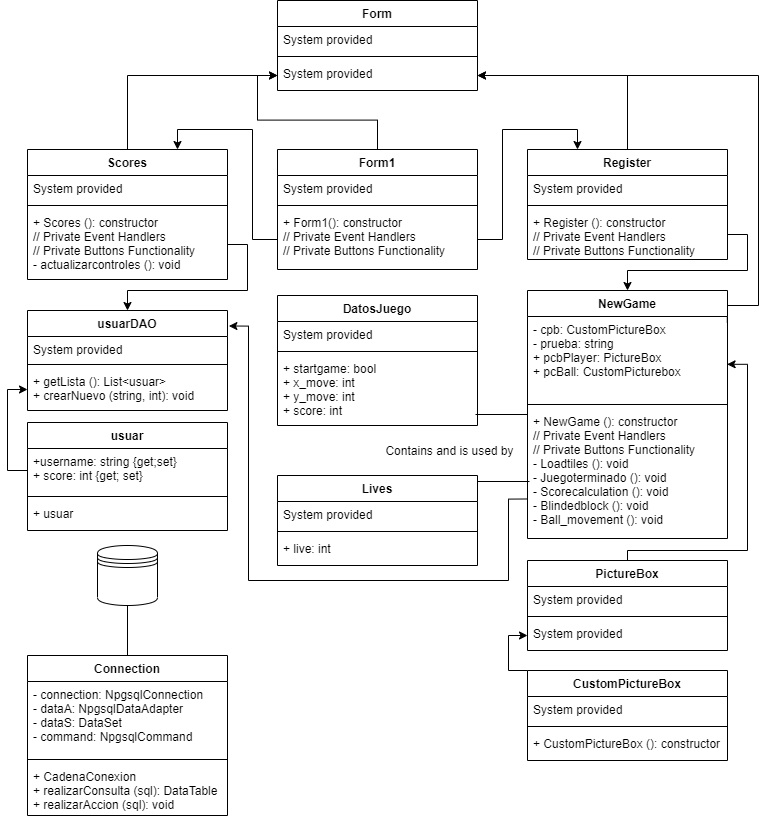 Form
System provided
System provided
Scores
System provided
+ Scores (): constructor
// Private Event Handlers
// Private Buttons Functionality
- actualizarcontroles (): void
Form1
System provided
+ Form1(): constructor
// Private Event Handlers
// Private Buttons Functionality
Register
System provided
+ Register (): constructor
// Private Event Handlers
// Private Buttons Functionality
usuarDAO
System provided
+ getLista (): List<usuar>
+ crearNuevo (string, int): void
DatosJuego
System provided
+ startgame: bool
+ x_move: int
+ y_move: int
+ score: int
NewGame
- cpb: CustomPictureBox
- prueba: string
+ pcbPlayer: PictureBox
+ pcBall: CustomPicturebox
+ NewGame (): constructor
// Private Event Handlers
// Private Buttons Functionality
- Loadtiles (): void
- Juegoterminado (): void
- Scorecalculation (): void
- Blindedblock (): void
- Ball_movement (): void
usuar
+username: string {get;set}
+ score: int {get; set}
+ usuar
Contains and is used by
Lives
System provided
+ live: int
PictureBox
System provided
System provided
Connection
- connection: NpgsqlConnection
- dataA: NpgsqlDataAdapter
- dataS: DataSet
- command: NpgsqlCommand
+ CadenaConexion
+ realizarConsulta (sql): DataTable
+ realizarAccion (sql): void
CustomPictureBox
System provided
+ CustomPictureBox (): constructor